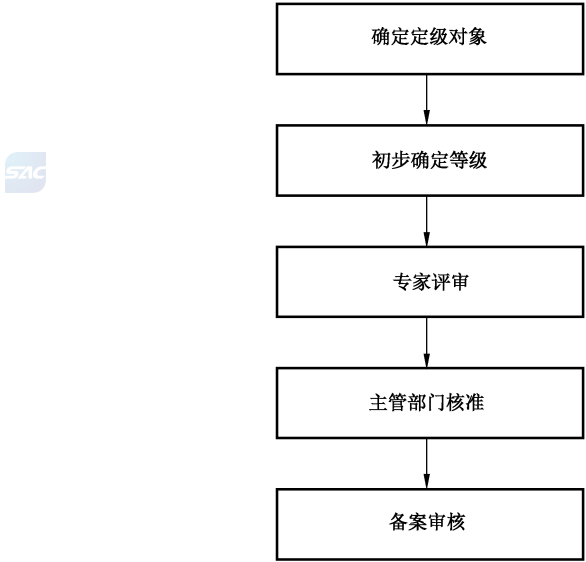 确定定级对象
初步确定等级
SAC
专家评审
主管部门核准
备案审核